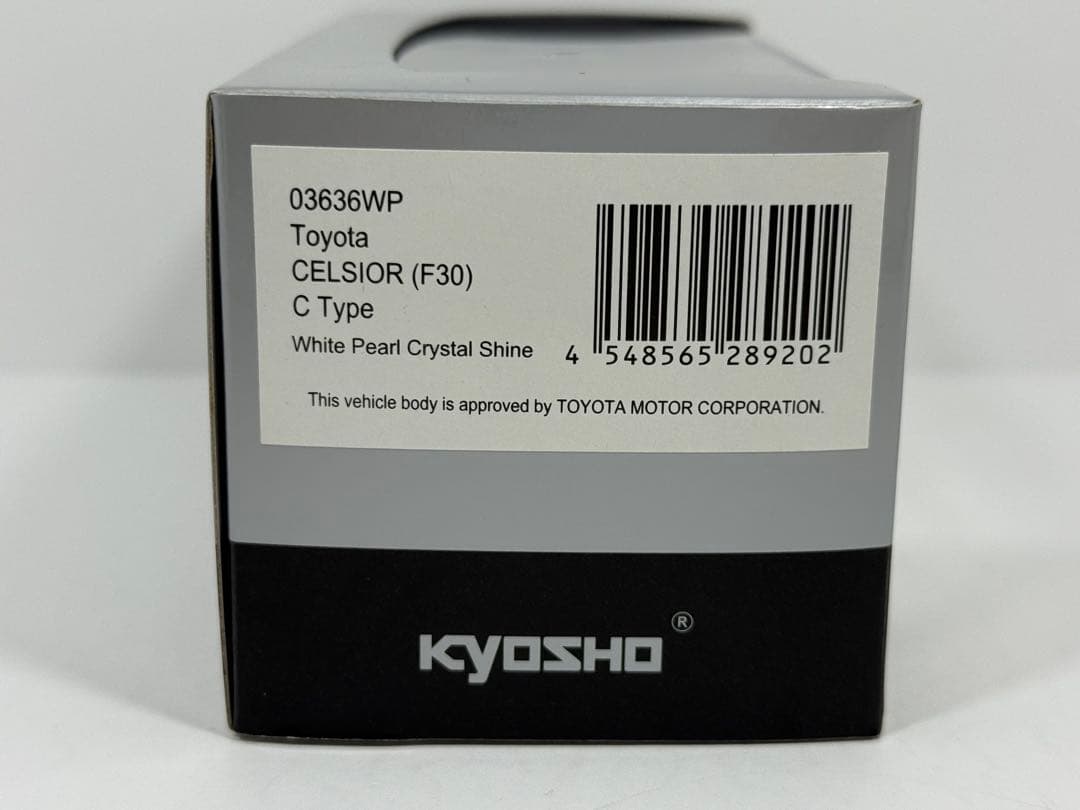 03636WP
Toyota
CELSIOR (F30)
C Type
White Pearl Crystal Shine
4 548565 289202
This vehicle body is approved by TOYOTA MOTOR CORPORATION.
KYOSHO ®